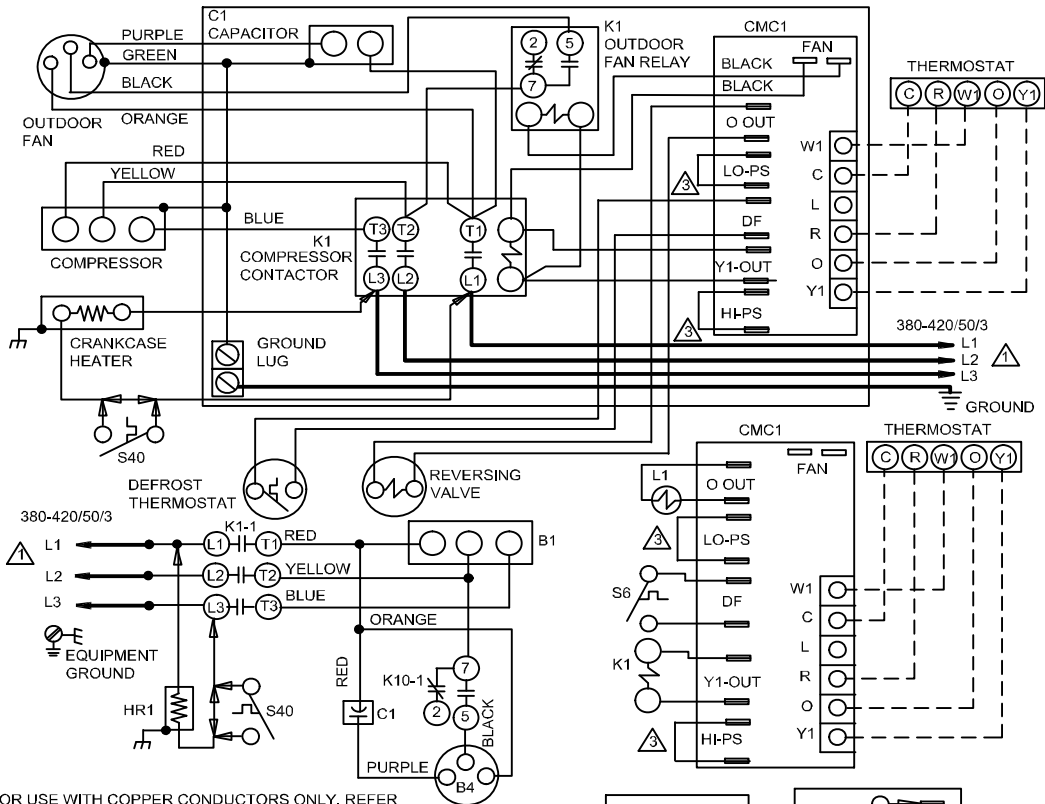 C1
CAPACITOR
PURPLE
GREEN
BLACK
ORANGE
OUTDOOR
FAN
RED
YELLOW
BLUE
COMPRESSOR
2
5
7
K1
OUTDOOR
FAN RELAY
CMC1
FAN
BLACK
BLACK
O OUT
LO-PS
3
DF
Y1-OUT
HI-PS
3
W1
C
L
R
O
Y1
THERMOSTAT
C R W1 O Y1
K1
COMPRESSOR
CONTACTOR
T3 T2 T1
L3 L2 L1
CRANKCASE
HEATER
GROUND
LUG
S40
380-420/50/3
L1
L2
L3
1
GROUND
DEFROST
THERMOSTAT
REVERSING
VALVE
380-420/50/3
1
L1
L2
L3
K1-1
L1 T1
L2 T2
L3 T3
RED
YELLOW
BLUE
B1
EQUIPMENT
GROUND
HR1
S40
ORANGE
RED
K10-1
7
2
5
C1
BLACK
PURPLE
B4
CMC1
THERMOSTAT
C R W1 O Y1
FAN
L1
O OUT
3
LO-PS
S6
DF
K1
Y1-OUT
3
HI-PS
W1
C
L
R
O
Y1
OR USE WITH COPPER CONDUCTORS ONLY. REFER